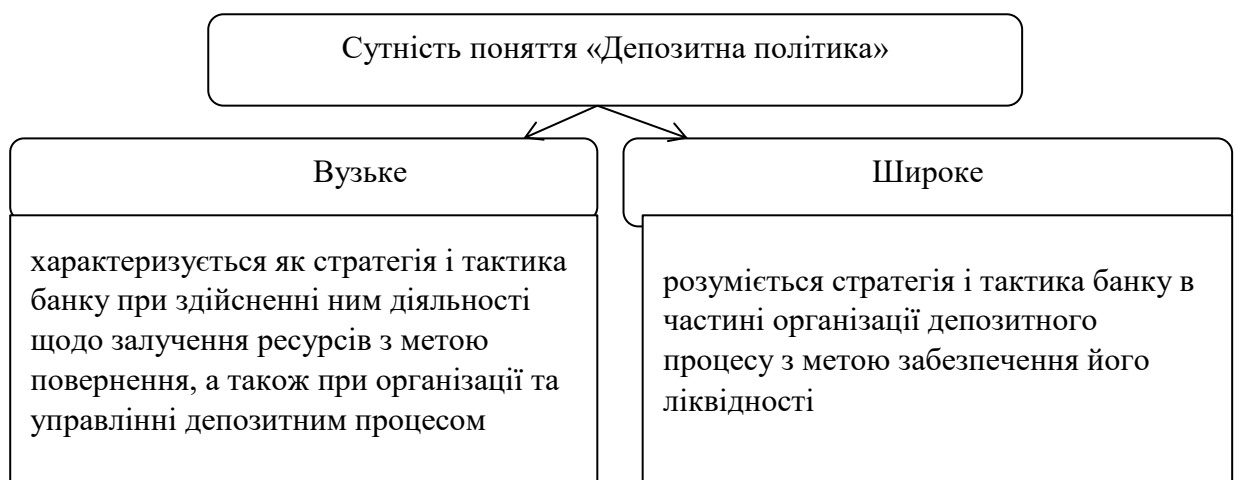 Сутність поняття «Депозитна політика»
Вузьке
Широке
характеризується як стратегія і тактика
банку при здійсненні ним діяльності
щодо залучення ресурсів з метою
повернення, а також при організації та
управлінні депозитним процесом
розуміється стратегія і тактика банку в
частині організації депозитного
процесу з метою забезпечення його
ліквідності